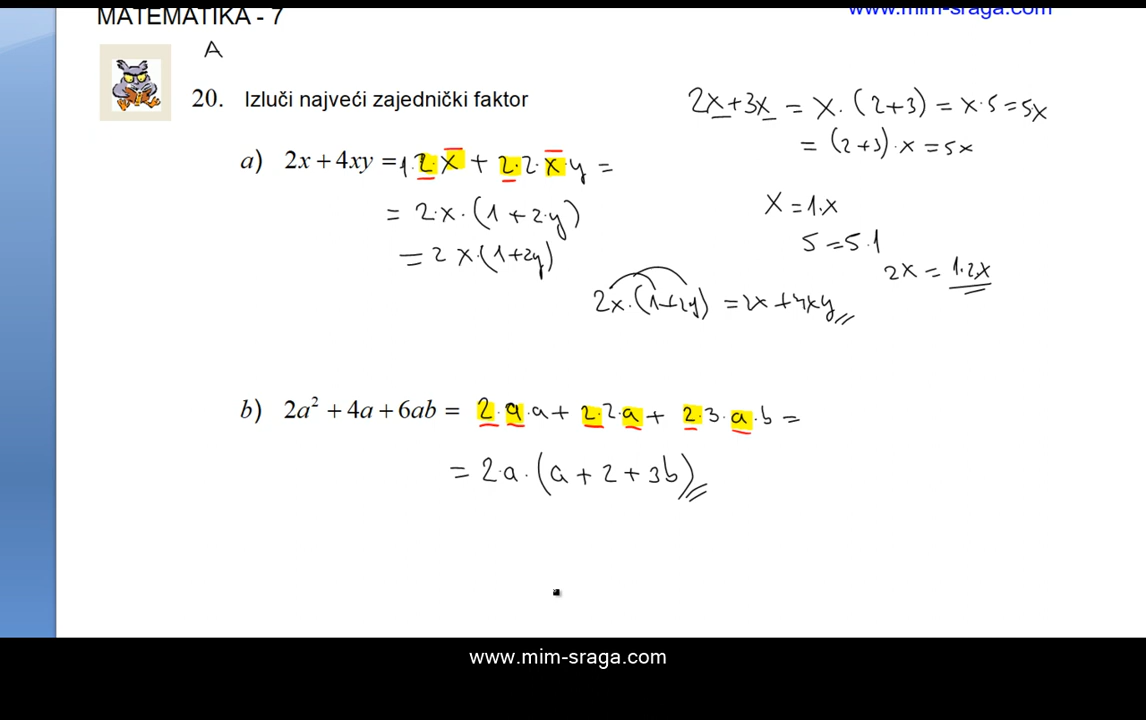 MATEMATIKA - 7
www.mim-sraga.com
A
20. Izluči najveći zajednički faktor
2x+3x = x·(2+3) = x·5 = 5x
= (2+3)·x = 5x
a) 2x + 4xy = 1·2·x + 2·2·x·y =
= 2·x·(1+2·y)
= 2x·(1+2y)
x = 1·x
5 = 5·1
2x = 1·2x
2x·(1+2y) = 2x+4xy
b) 2a² + 4a + 6ab = 2·a·a + 2·2·a + 2·3·a·b =
= 2·a·(a+2+3b)
www.mim-sraga.com